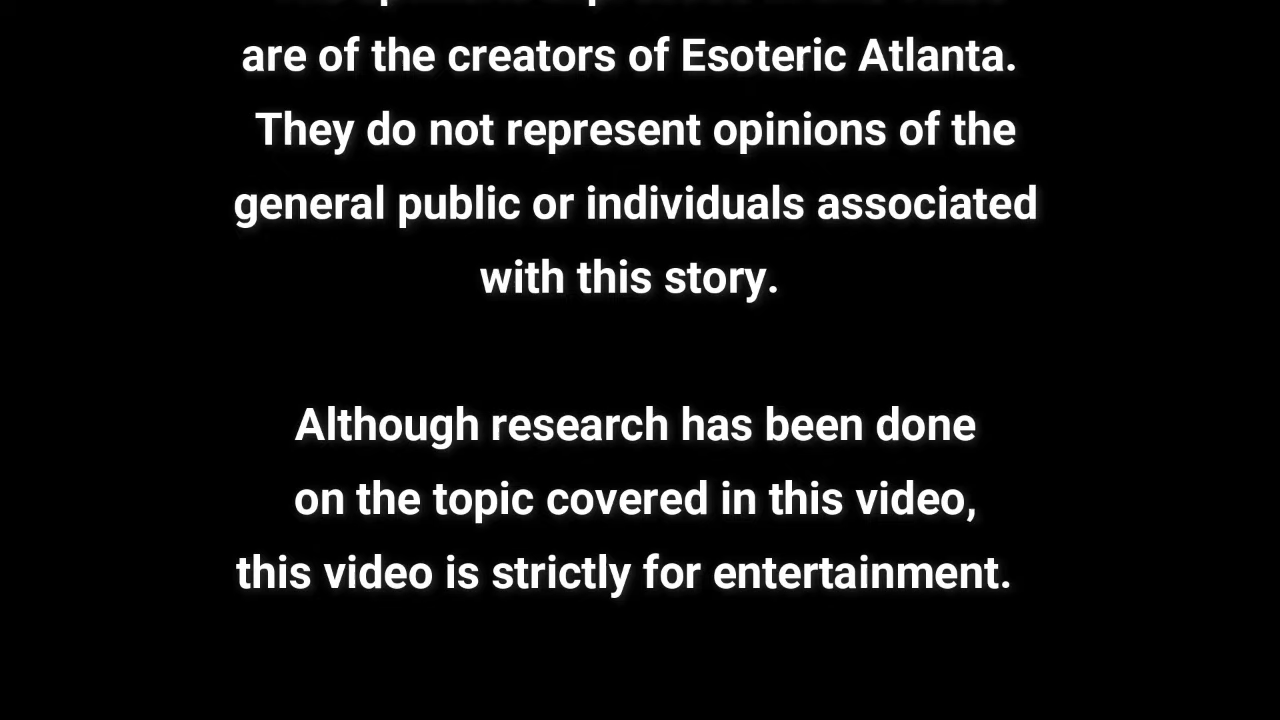 are of the creators of Esoteric Atlanta.
They do not represent opinions of the
general public or individuals associated
with this story.
Although research has been done
on the topic covered in this video,
this video is strictly for entertainment.